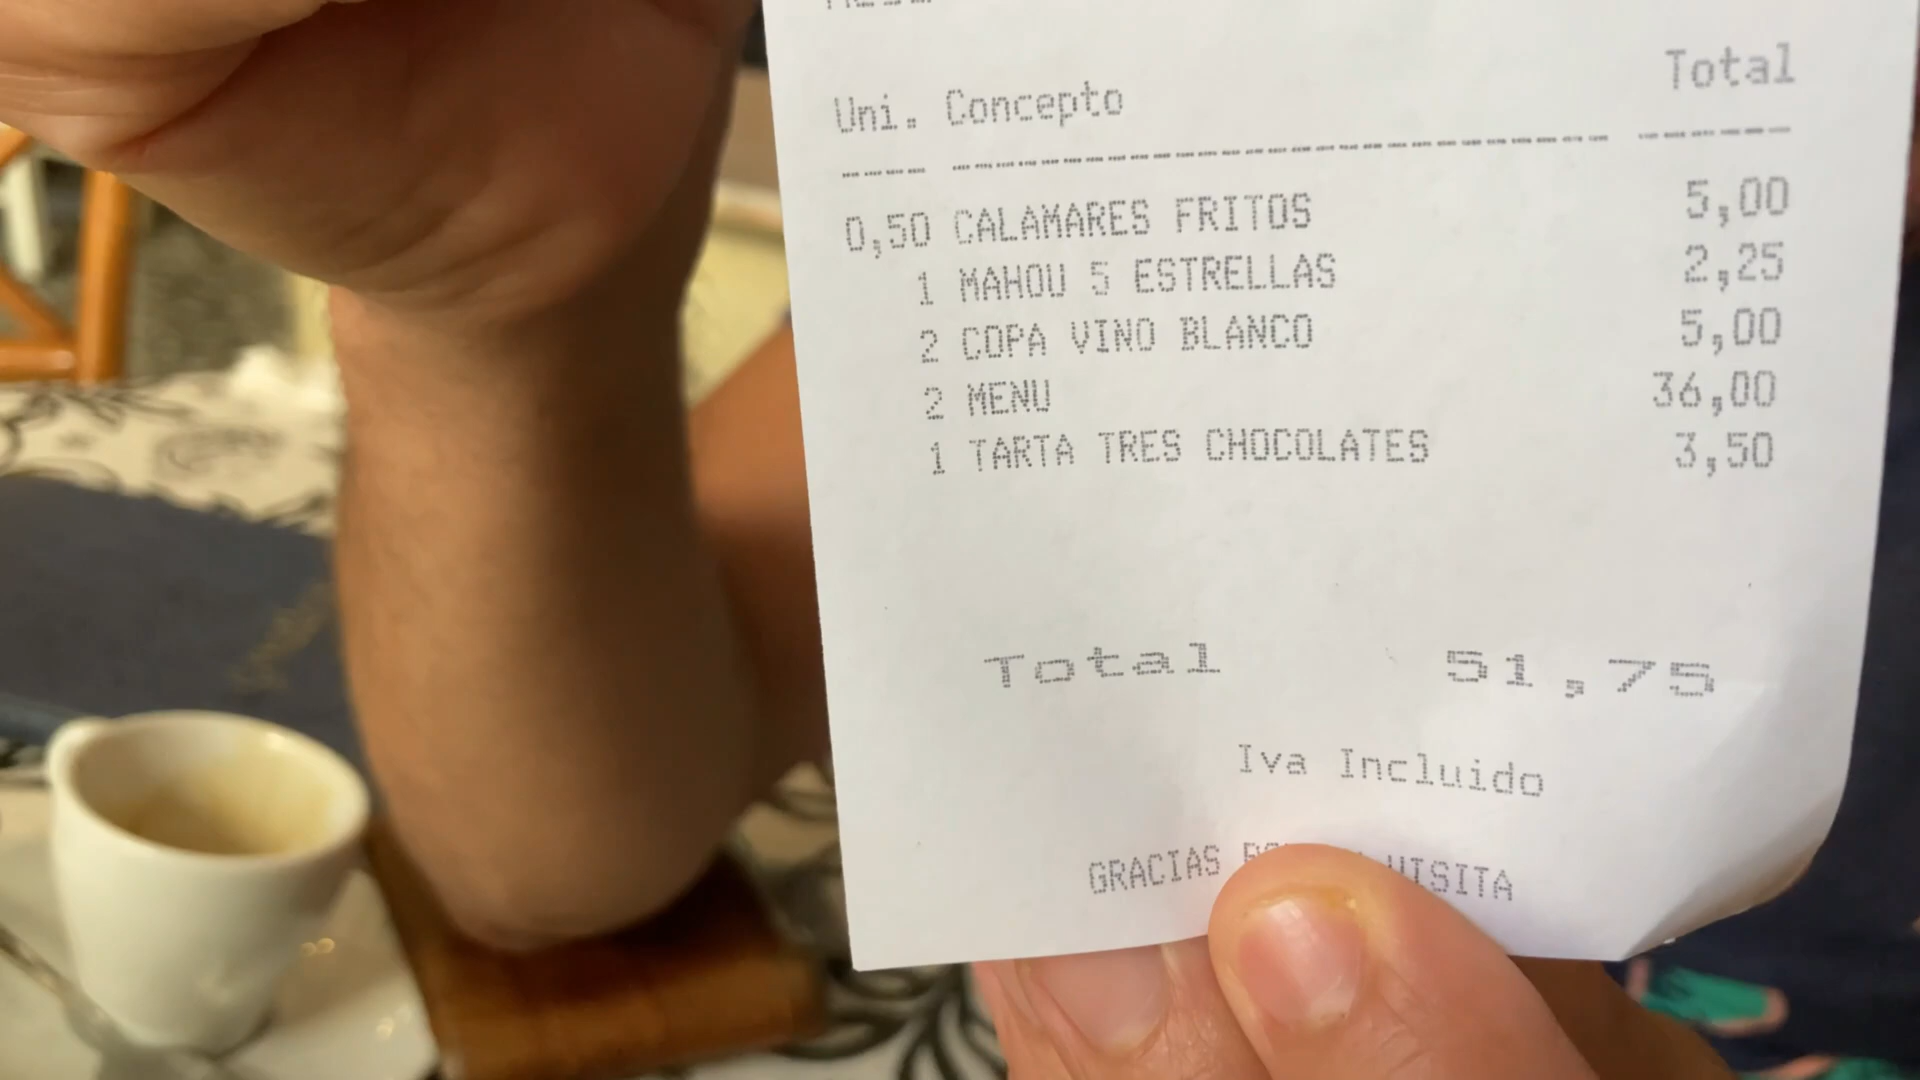 Uni. Concepto Total
0,50 CALAMARES FRITOS 5,00
1 MAHOU 5 ESTRELLAS 2,25
2 COPA VINO BLANCO 5,00
2 MENU 36,00
1 TARTA TRES CHOCOLATES 3,50
Total 51,75
Iva Incluido
GRACIAS VISITA